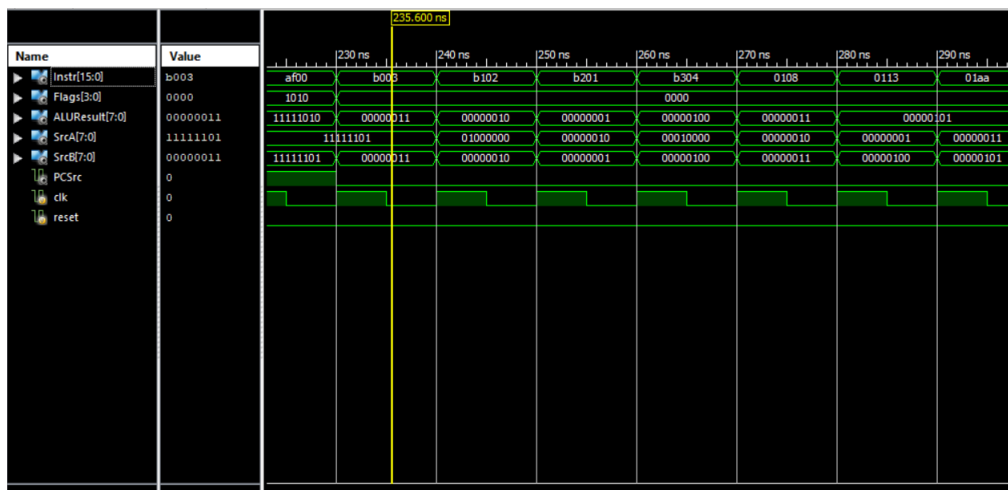 235.600 ns
Name Value
230 ns 240 ns 250 ns 260 ns 270 ns 280 ns 290 ns
Instr[15:0] b003 af00 b003 b102 b201 b304 0108 0113 01aa
Flags[3:0] 0000 1010 0000
ALUResult[7:0] 00000011 11111010 00000011 00000010 00000001 00000100 00000011 00000101
SrcA[7:0] 11111101 11111101 01000000 00000010 00010000 00000010 00000001 00000011
SrcB[7:0] 00000011 11111101 00000011 00000010 00000001 00000100 00000011 00000100 00000101
PCSrc 0
clk 0
reset 0